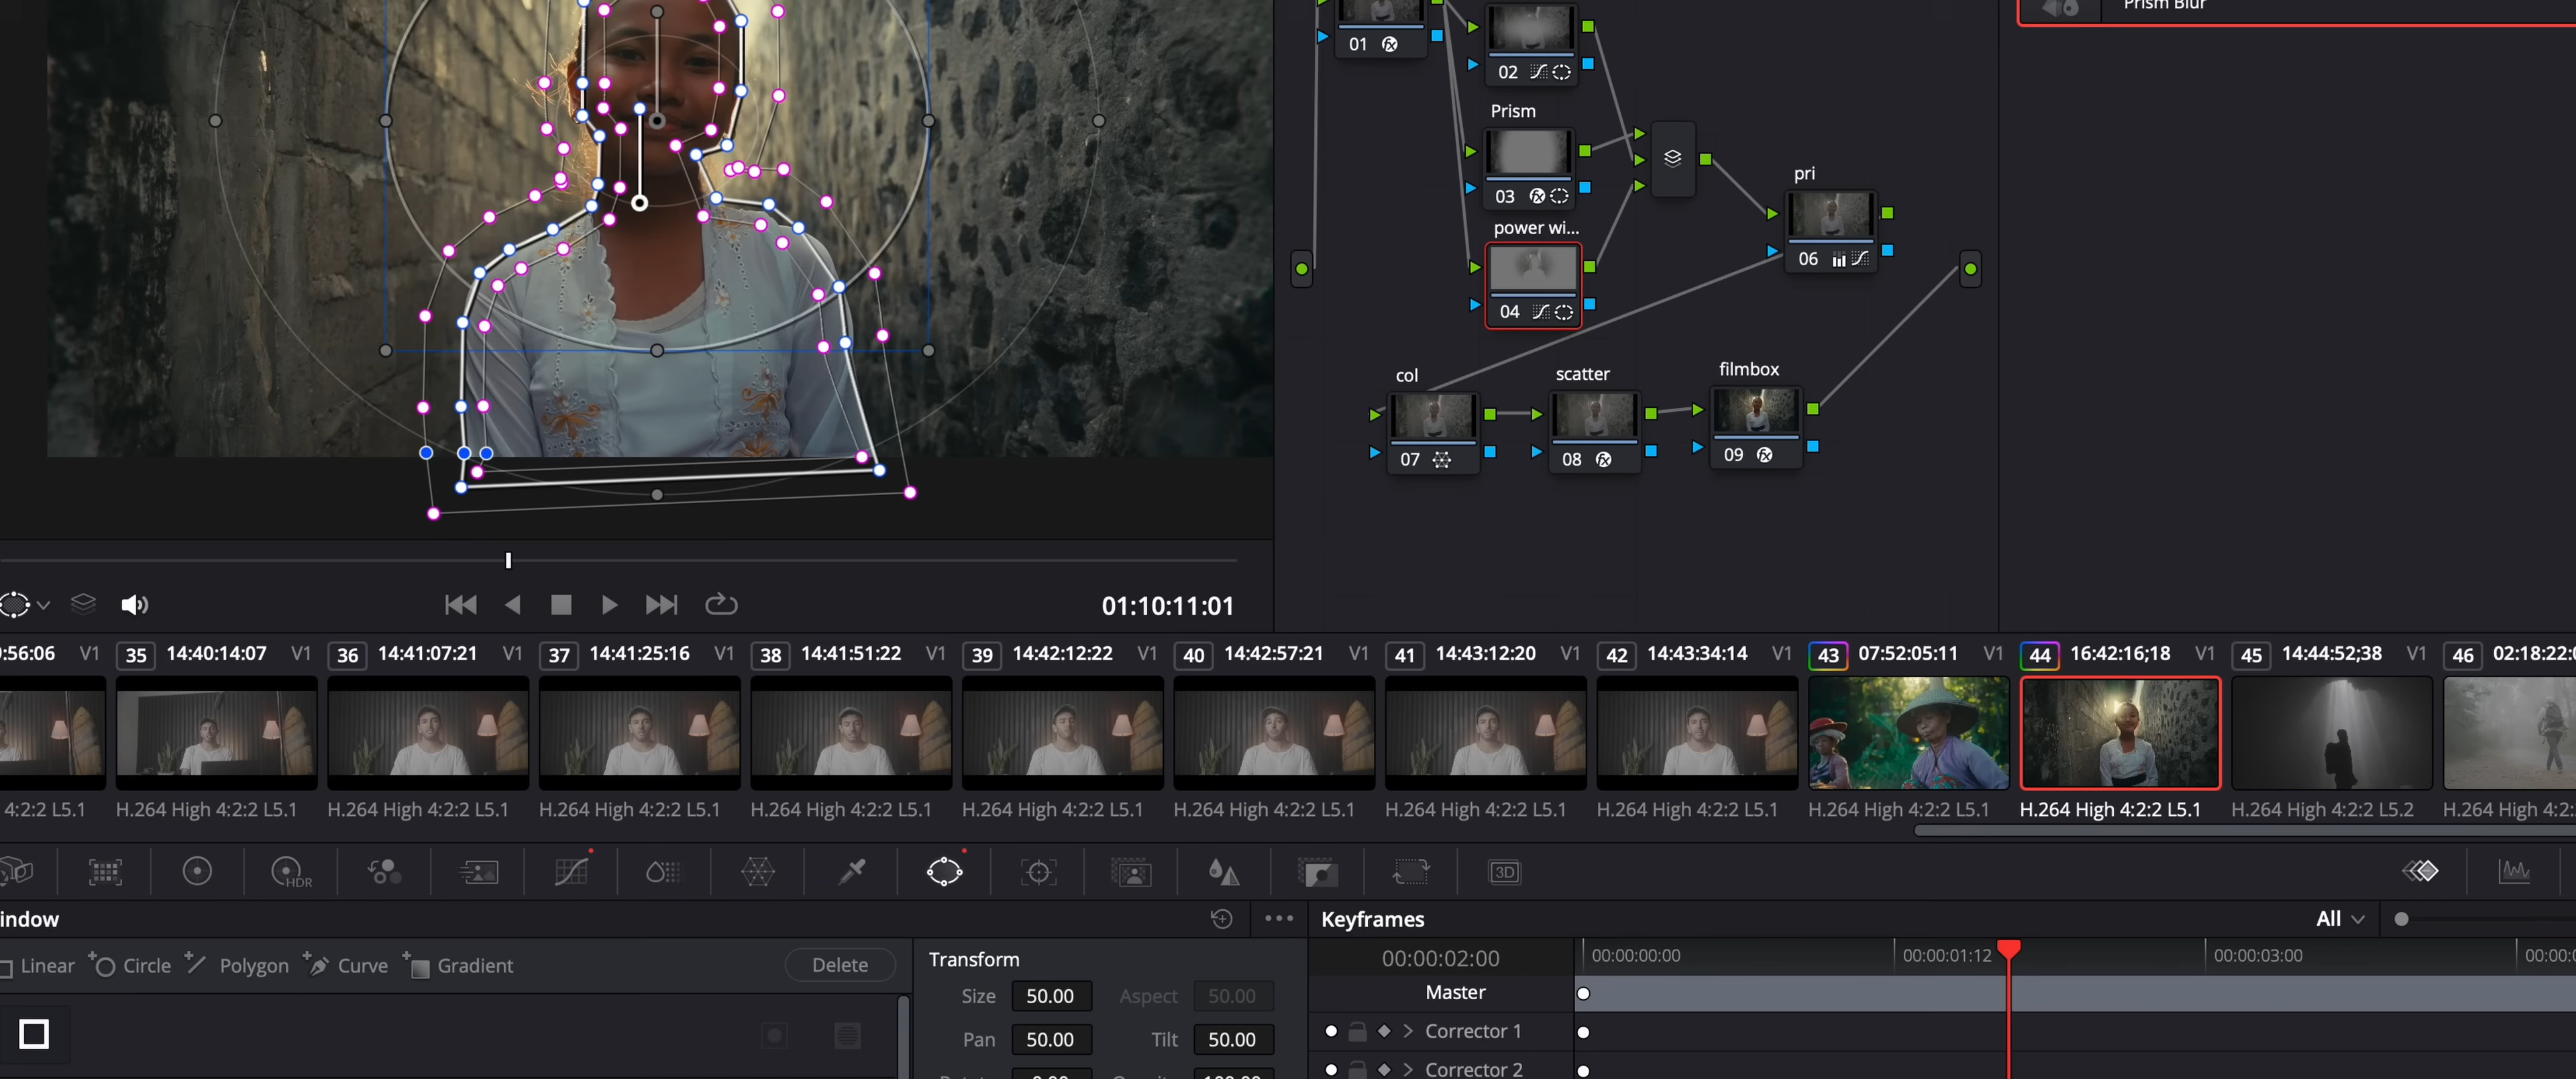 Prism Blur
01
02
Prism
03
power wi...
04
pri
06
col
07
scatter
08
filmbox
09
01:10:11:01
:56:06 V1
35 14:40:14:07 V1
36 14:41:07:21 V1
37 14:41:25:16 V1
38 14:41:51:22 V1
39 14:42:12:22 V1
40 14:42:57:21 V1
41 14:43:12:20 V1
42 14:43:34:14 V1
43 07:52:05:11 V1
44 16:42:16;18 V1
45 14:44:52;38 V1
46 02:18:22:0
4:2:2 L5.1
H.264 High 4:2:2 L5.1
H.264 High 4:2:2 L5.1
H.264 High 4:2:2 L5.1
H.264 High 4:2:2 L5.1
H.264 High 4:2:2 L5.1
H.264 High 4:2:2 L5.1
H.264 High 4:2:2 L5.1
H.264 High 4:2:2 L5.1
H.264 High 4:2:2 L5.1
H.264 High 4:2:2 L5.1
H.264 High 4:2:2 L5.2
H.264 High 4:2:
HDR
3D
indow
Linear Circle Polygon Curve Gradient Delete
Transform
Size 50.00 Aspect 50.00
Pan 50.00 Tilt 50.00
Keyframes All
00:00:02:00 00:00:00:00 00:00:01:12 00:00:03:00 00:00:
Master
Corrector 1
Corrector 2